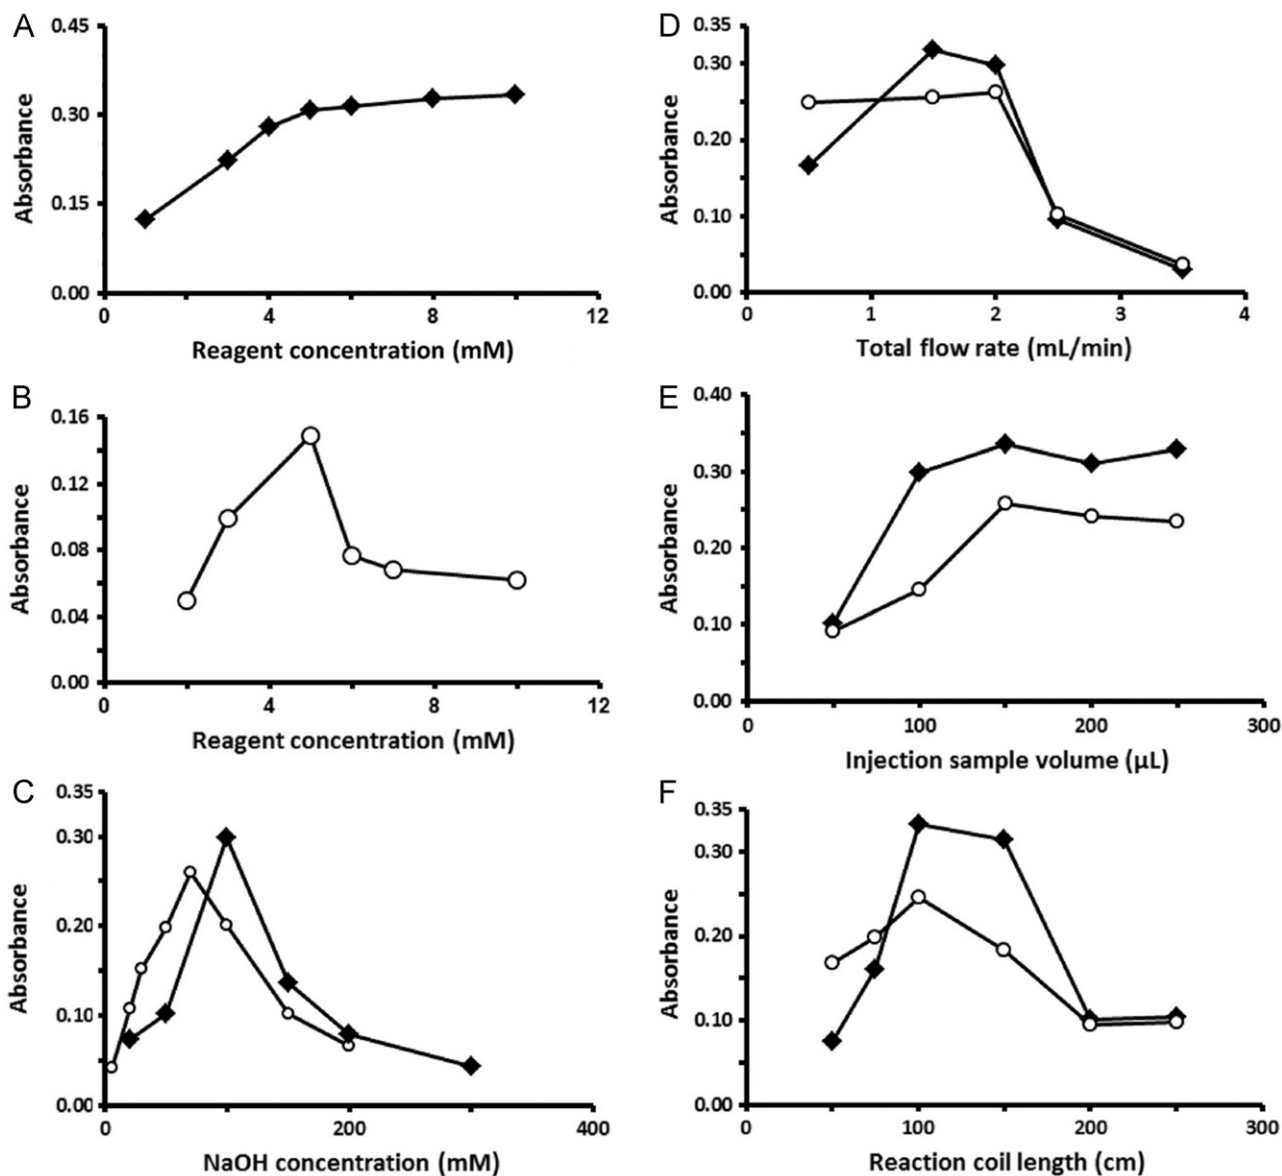 A
0.45
0.30
0.15
0.00
Absorbance
0 4 8 12
Reagent concentration (mM)
B
0.16
0.12
0.08
0.04
0.00
Absorbance
0 4 8 12
Reagent concentration (mM)
C
0.35
0.30
0.20
0.10
0.00
Absorbance
0 200 400
NaOH concentration (mM)
D
0.35
0.30
0.20
0.10
0.00
Absorbance
0 1 2 3 4
Total flow rate (mL/min)
E
0.40
0.30
0.20
0.10
0.00
Absorbance
0 100 200 300
Injection sample volume (µL)
F
0.35
0.30
0.20
0.10
0.00
Absorbance
0 100 200 300
Reaction coil length (cm)